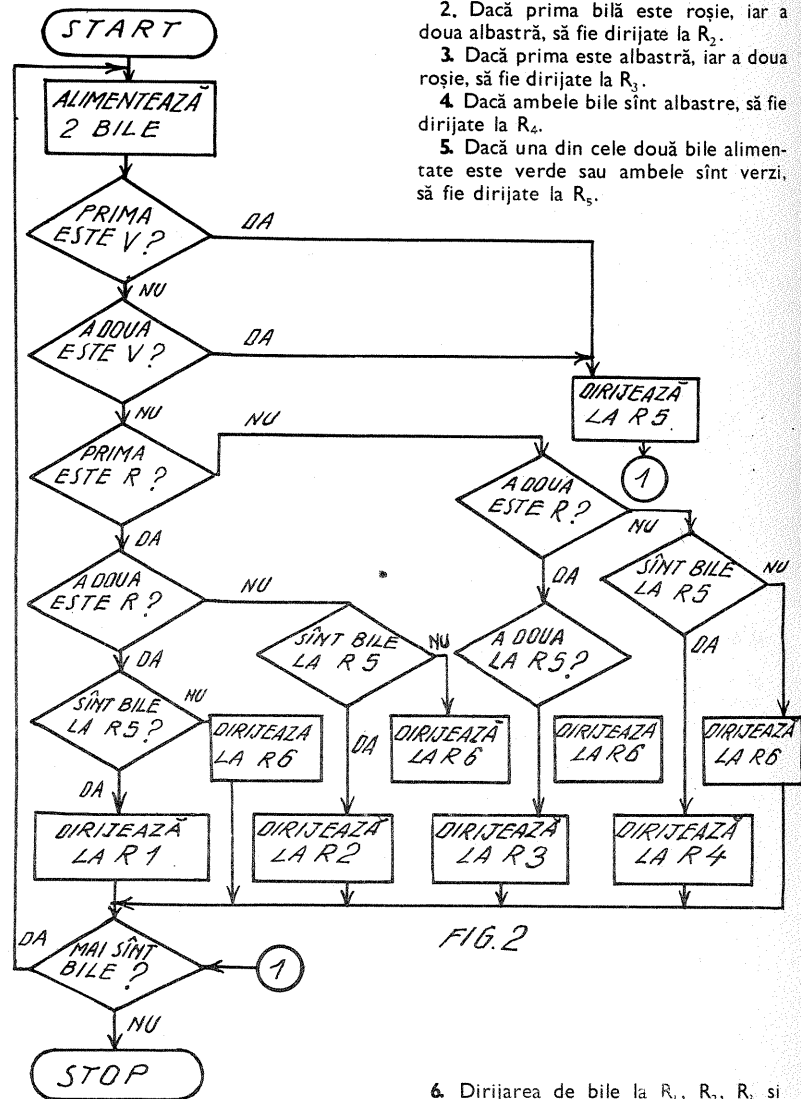 2. Dacă prima bilă este roșie, iar a
doua albastră, să fie dirijate la R₂.
3. Dacă prima este albastră, iar a doua
roșie, să fie dirijate la R₃.
4. Dacă ambele bile sînt albastre, să fie
dirijate la R₄.
5. Dacă una din cele două bile alimen-
tate este verde sau ambele sînt verzi,
să fie dirijate la R₅.
START
ALIMENTEAZĂ
2 BILE
PRIMA
ESTE V?
DA
NU
A DOUA
ESTE V?
DA
NU
DIRIJEAZĂ
LA R5
1
PRIMA
ESTE R?
NU
DA
A DOUA
ESTE R?
NU
DA
SÎNT BILE
LA R5
NU
DA
A DOUA
ESTE R?
NU
DA
SÎNT BILE
LA R5
NU
DA
A DOUA
LA R5?
SÎNT BILE
LA R5?
NU
DA
DIRIJEAZA
LA R6
DIRIJEAZĂ
LA R6
DIRIJEAZĂ
LA R6
DIRIJEAZĂ
LA R6
DIRIJEAZĂ
LA R1
DIRIJEAZĂ
LA R2
DIRIJEAZĂ
LA R3
DIRIJEAZĂ
LA R4
MAI SÎNT
BILE?
DA
NU
1
FIG.2
STOP
6. Dirijarea de bile la R₁, R₂, R₃ și